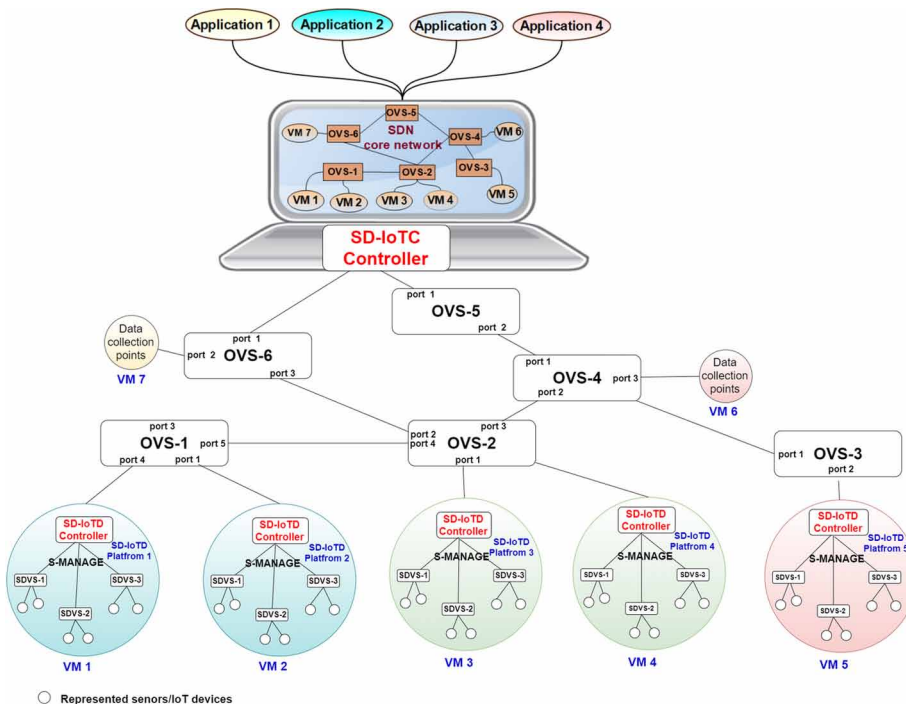 Application 1
Application 2
Application 3
Application 4
OVS-5
VM 7
OVS-6
SDN
core network
OVS-4
VM 6
OVS-1
OVS-2
OVS-3
VM 1
VM 2
VM 3
VM 4
VM 5
SD-IoTC
Controller
port 1
OVS-5
port 2
Data
collection
points
VM 7
port 1
port 2
OVS-6
port 3
port 1
OVS-4
port 3
port 2
Data
collection
points
VM 6
port 3
OVS-1
port 5
port 4
port 1
port 3
port 2
OVS-2
port 4
port 1
OVS-3
port 1
port 2
SD-IoTD
Controller
SD-IoTD
Platfrom 1
S-MANAGE
SDVS-1
SDVS-3
SDVS-2
VM 1
SD-IoTD
Controller
SD-IoTD
Platfrom 2
S-MANAGE
SDVS-1
SDVS-3
SDVS-2
VM 2
SD-IoTD
Controller
SD-IoTD
Platfrom 3
S-MANAGE
SDVS-1
SDVS-3
SDVS-2
VM 3
SD-IoTD
Controller
SD-IoTD
Platfrom 4
S-MANAGE
SDVS-1
SDVS-3
SDVS-2
VM 4
SD-IoTD
Controller
SD-IoTD
Platfrom 5
S-MANAGE
SDVS-1
SDVS-3
SDVS-2
VM 5
Represented senors/IoT devices